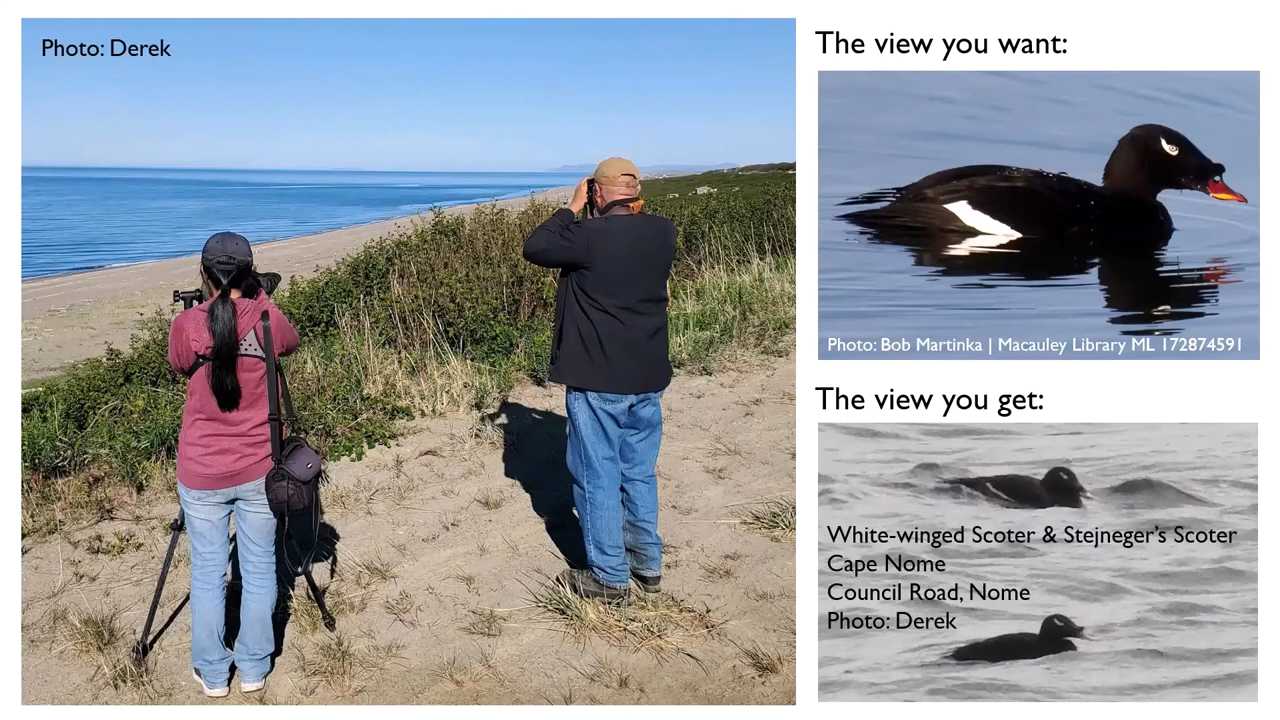 Photo: Derek
The view you want:
Photo: Bob Martinka | Macauley Library ML 172874591
The view you get:
White-winged Scoter & Stejneger's Scoter
Cape Nome
Council Road, Nome
Photo: Derek